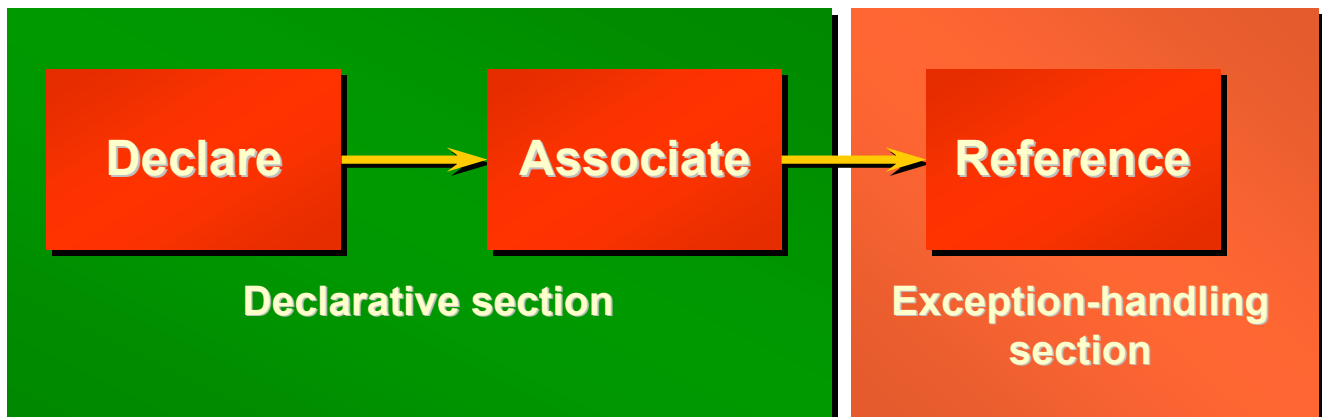 Declare
Associate
Reference
Declarative section
Exception-handling
section